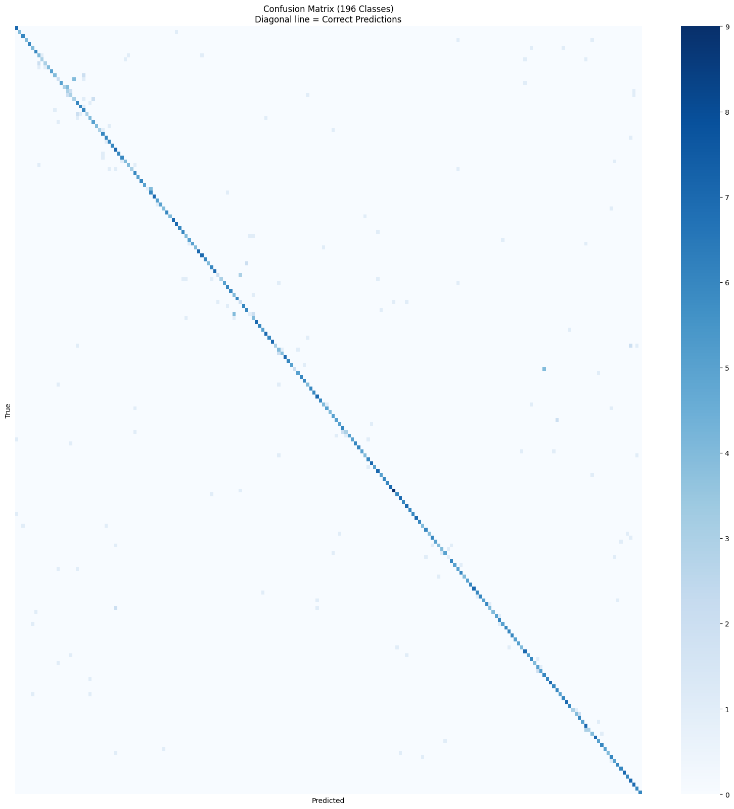 Confusion Matrix (196 Classes)
Diagonal line = Correct Predictions
9
8
7
6
5
4
3
2
1
0
True
Predicted